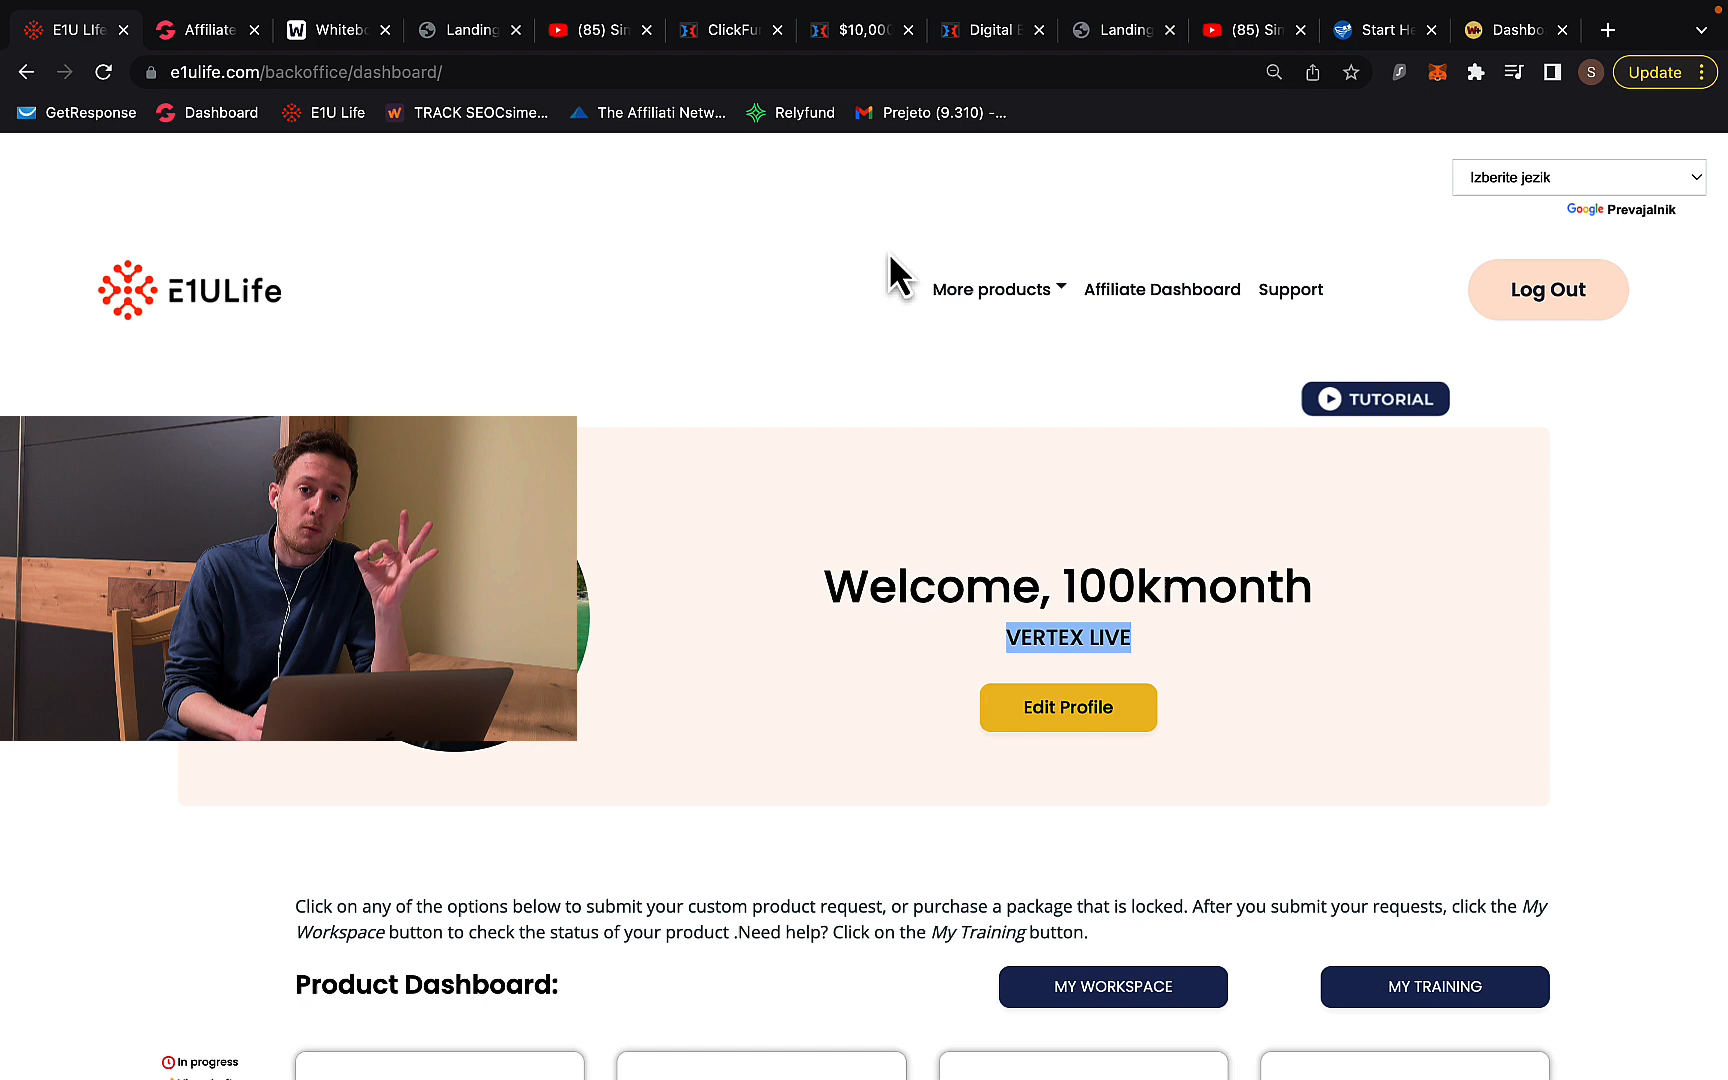 E1U Life
Affiliate
Whitebo
Landing
(85) Sin
ClickFu
$10,000
Digital E
Landing
(85) Sin
Start He
Dashbo
e1ulife.com/backoffice/dashboard/
S
Update
GetResponse
Dashboard
E1U Life
TRACK SEOCsime...
The Affiliati Netw...
Relyfund
Prejeto (9.310) -...
Izberite jezik
Google Prevajalnik
E1ULife
More products
Affiliate Dashboard
Support
Log Out
TUTORIAL
Welcome, 100kmonth
VERTEX LIVE
Edit Profile
Click on any of the options below to submit your custom product request, or purchase a package that is locked. After you submit your requests, click the My
Workspace button to check the status of your product .Need help? Click on the My Training button.
Product Dashboard:
MY WORKSPACE
MY TRAINING
In progress